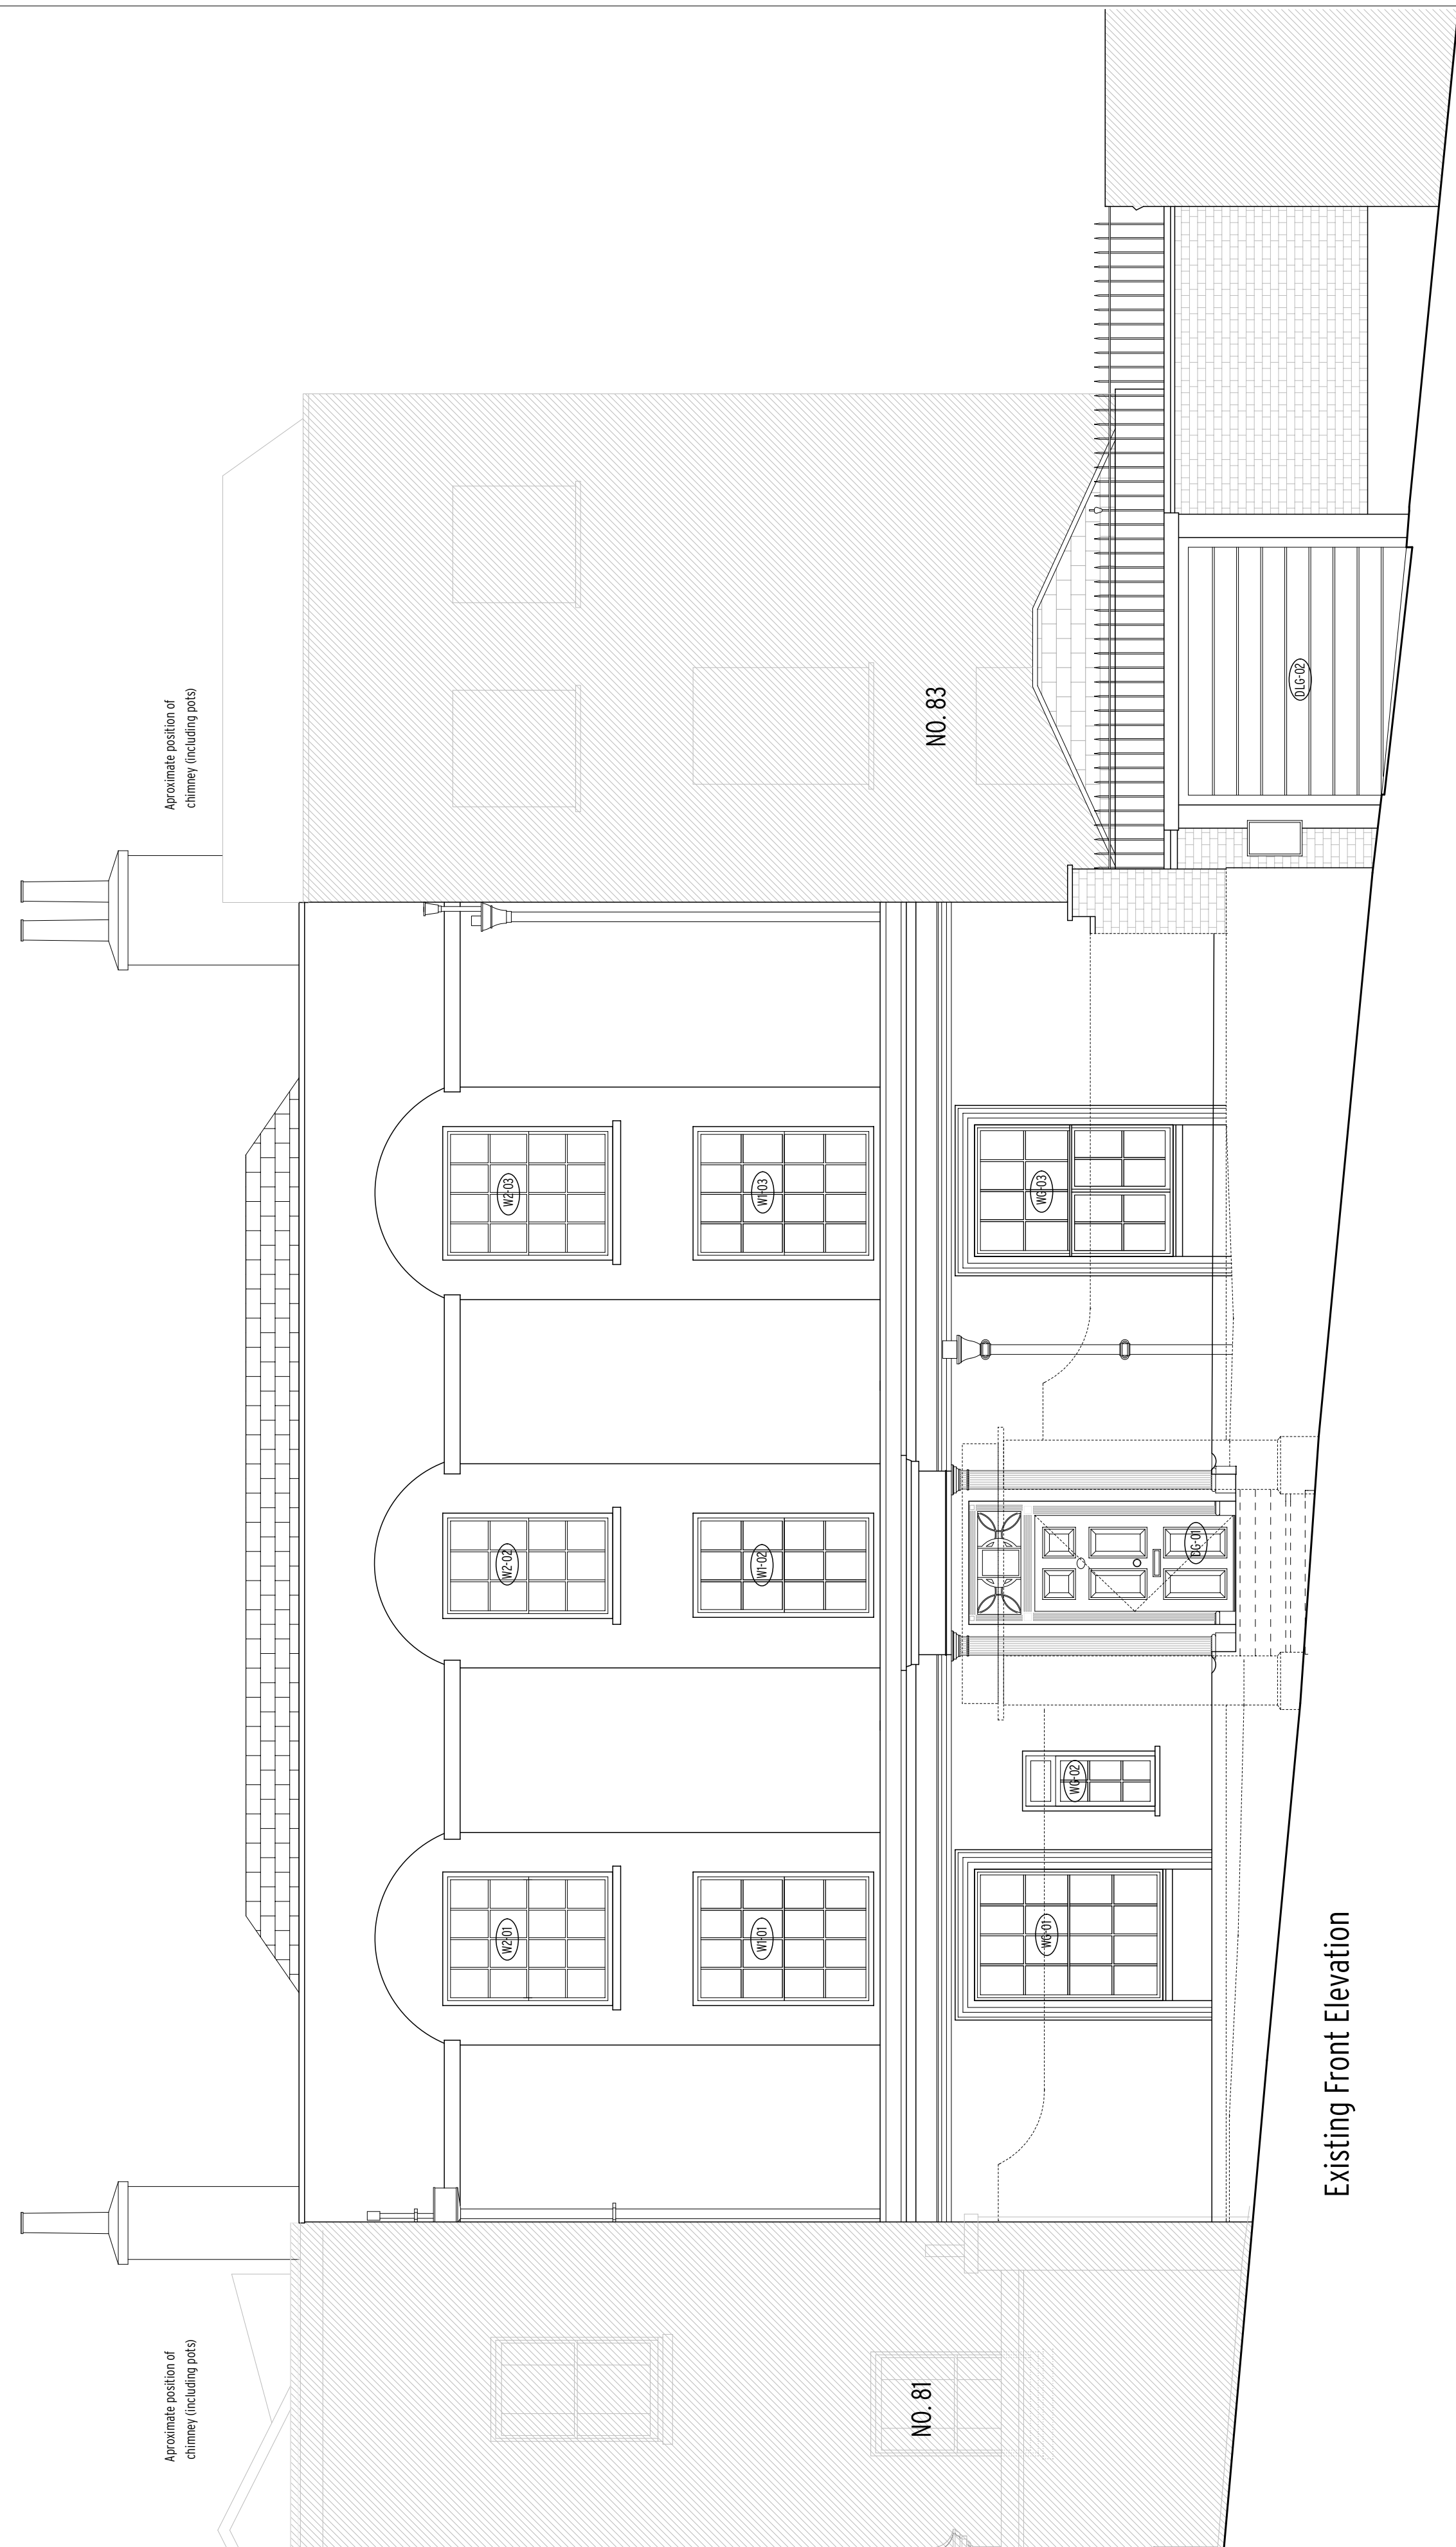 Aproximate position of
chimney (including pots)
Aproximate position of
chimney (including pots)
W2-01
W2-02
W2-03
W1-01
W1-02
W1-03
NO. 81
NO. 83
WG-01
WG-02
DG-01
WG-03
DLG-02
Existing Front Elevation